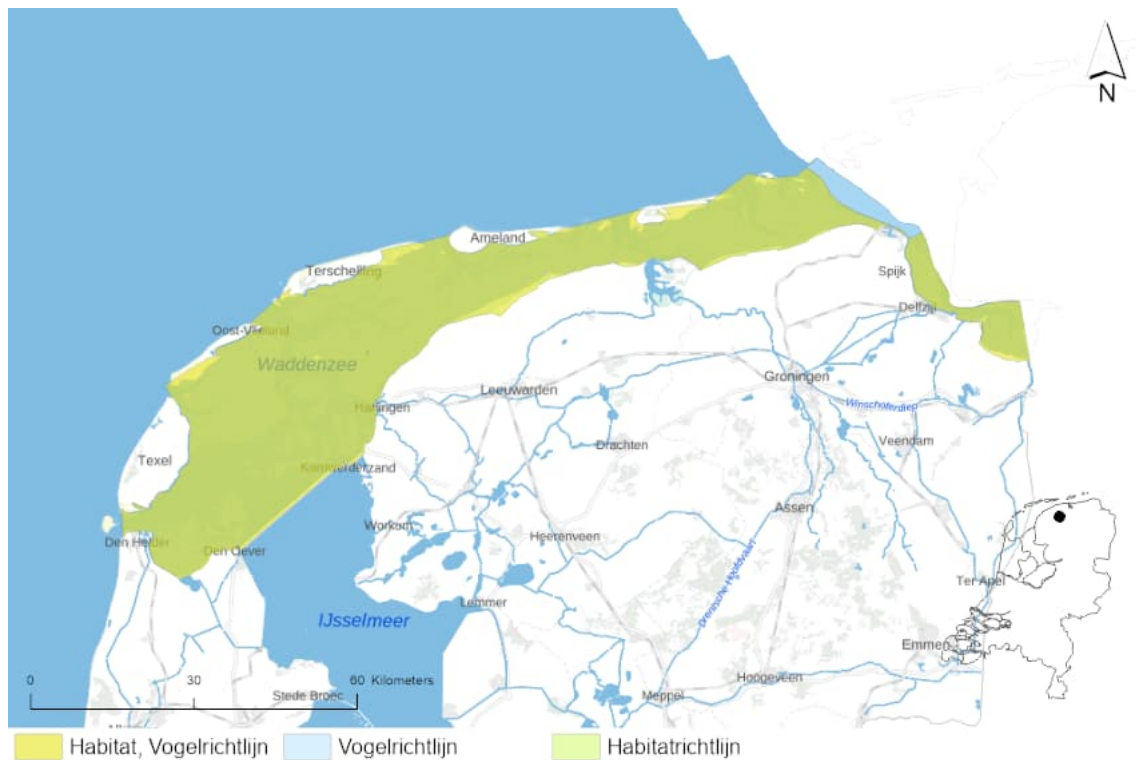 N
Ameland
Terschelling
Spijk
Delfzijl
Oost-Vlieland
Waddenzee
Groningen
Leeuwarden
Harlingen
Winschoterdiep
Drachten
Veendam
Texel
Kornwerderzand
Assen
Workum
Heerenveen
Den Helder
Den Oever
Drentsche Hoofdvaart
Ter Apel
Lemmer
IJsselmeer
Emmen
0 30 60 Kilometers
Hoogeveen
Stede Broec
Meppel
Habitat, Vogelrichtlijn
Vogelrichtlijn
Habitatrichtlijn